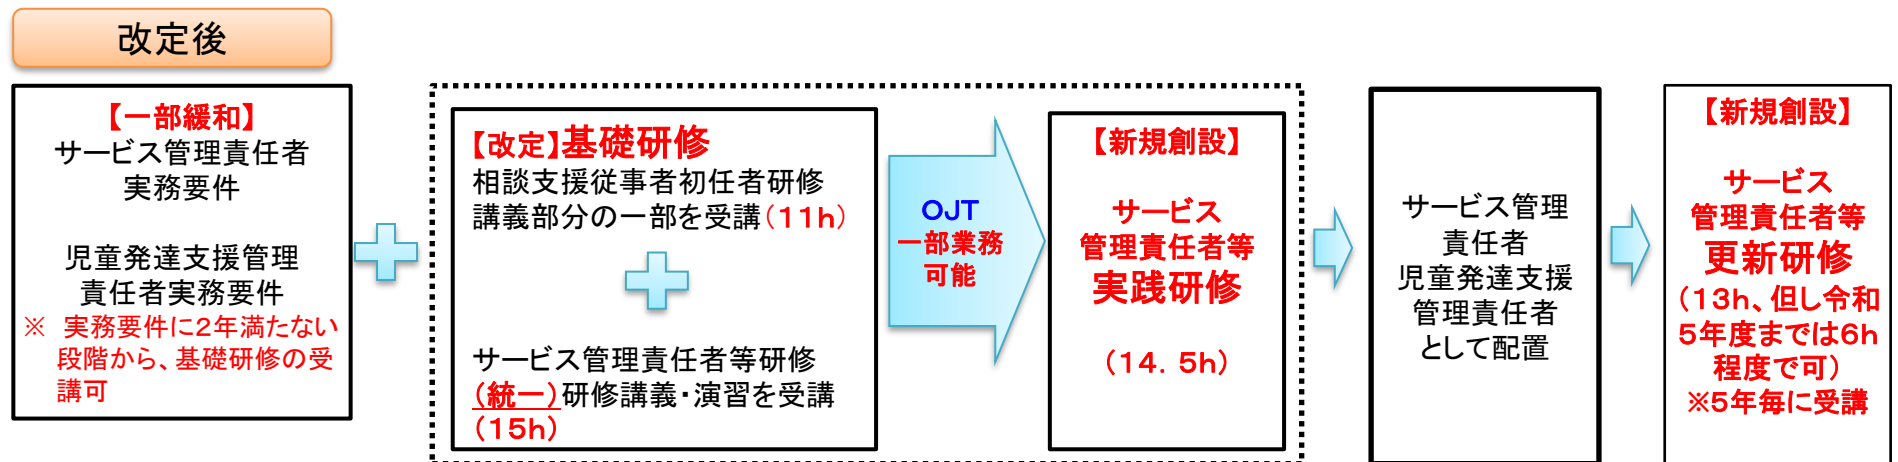 改定後
【一部緩和】
サービス管理責任者
実務要件
児童発達支援管理
責任者実務要件
※ 実務要件に2年満たない
段階から、基礎研修の受
講可
【改定】基礎研修
相談支援従事者初任者研修
講義部分の一部を受講(11h)
サービス管理責任者等研修
(統一)研修講義・演習を受講
(15h)
OJT
一部業務
可能
【新規創設】
サービス
管理責任者等
実践研修
(14.5h)
サービス管理
責任者
児童発達支援
管理責任者
として配置
【新規創設】
サービス
管理責任者等
更新研修
(13h、但し令和
5年度までは6h
程度で可)
※5年毎に受講